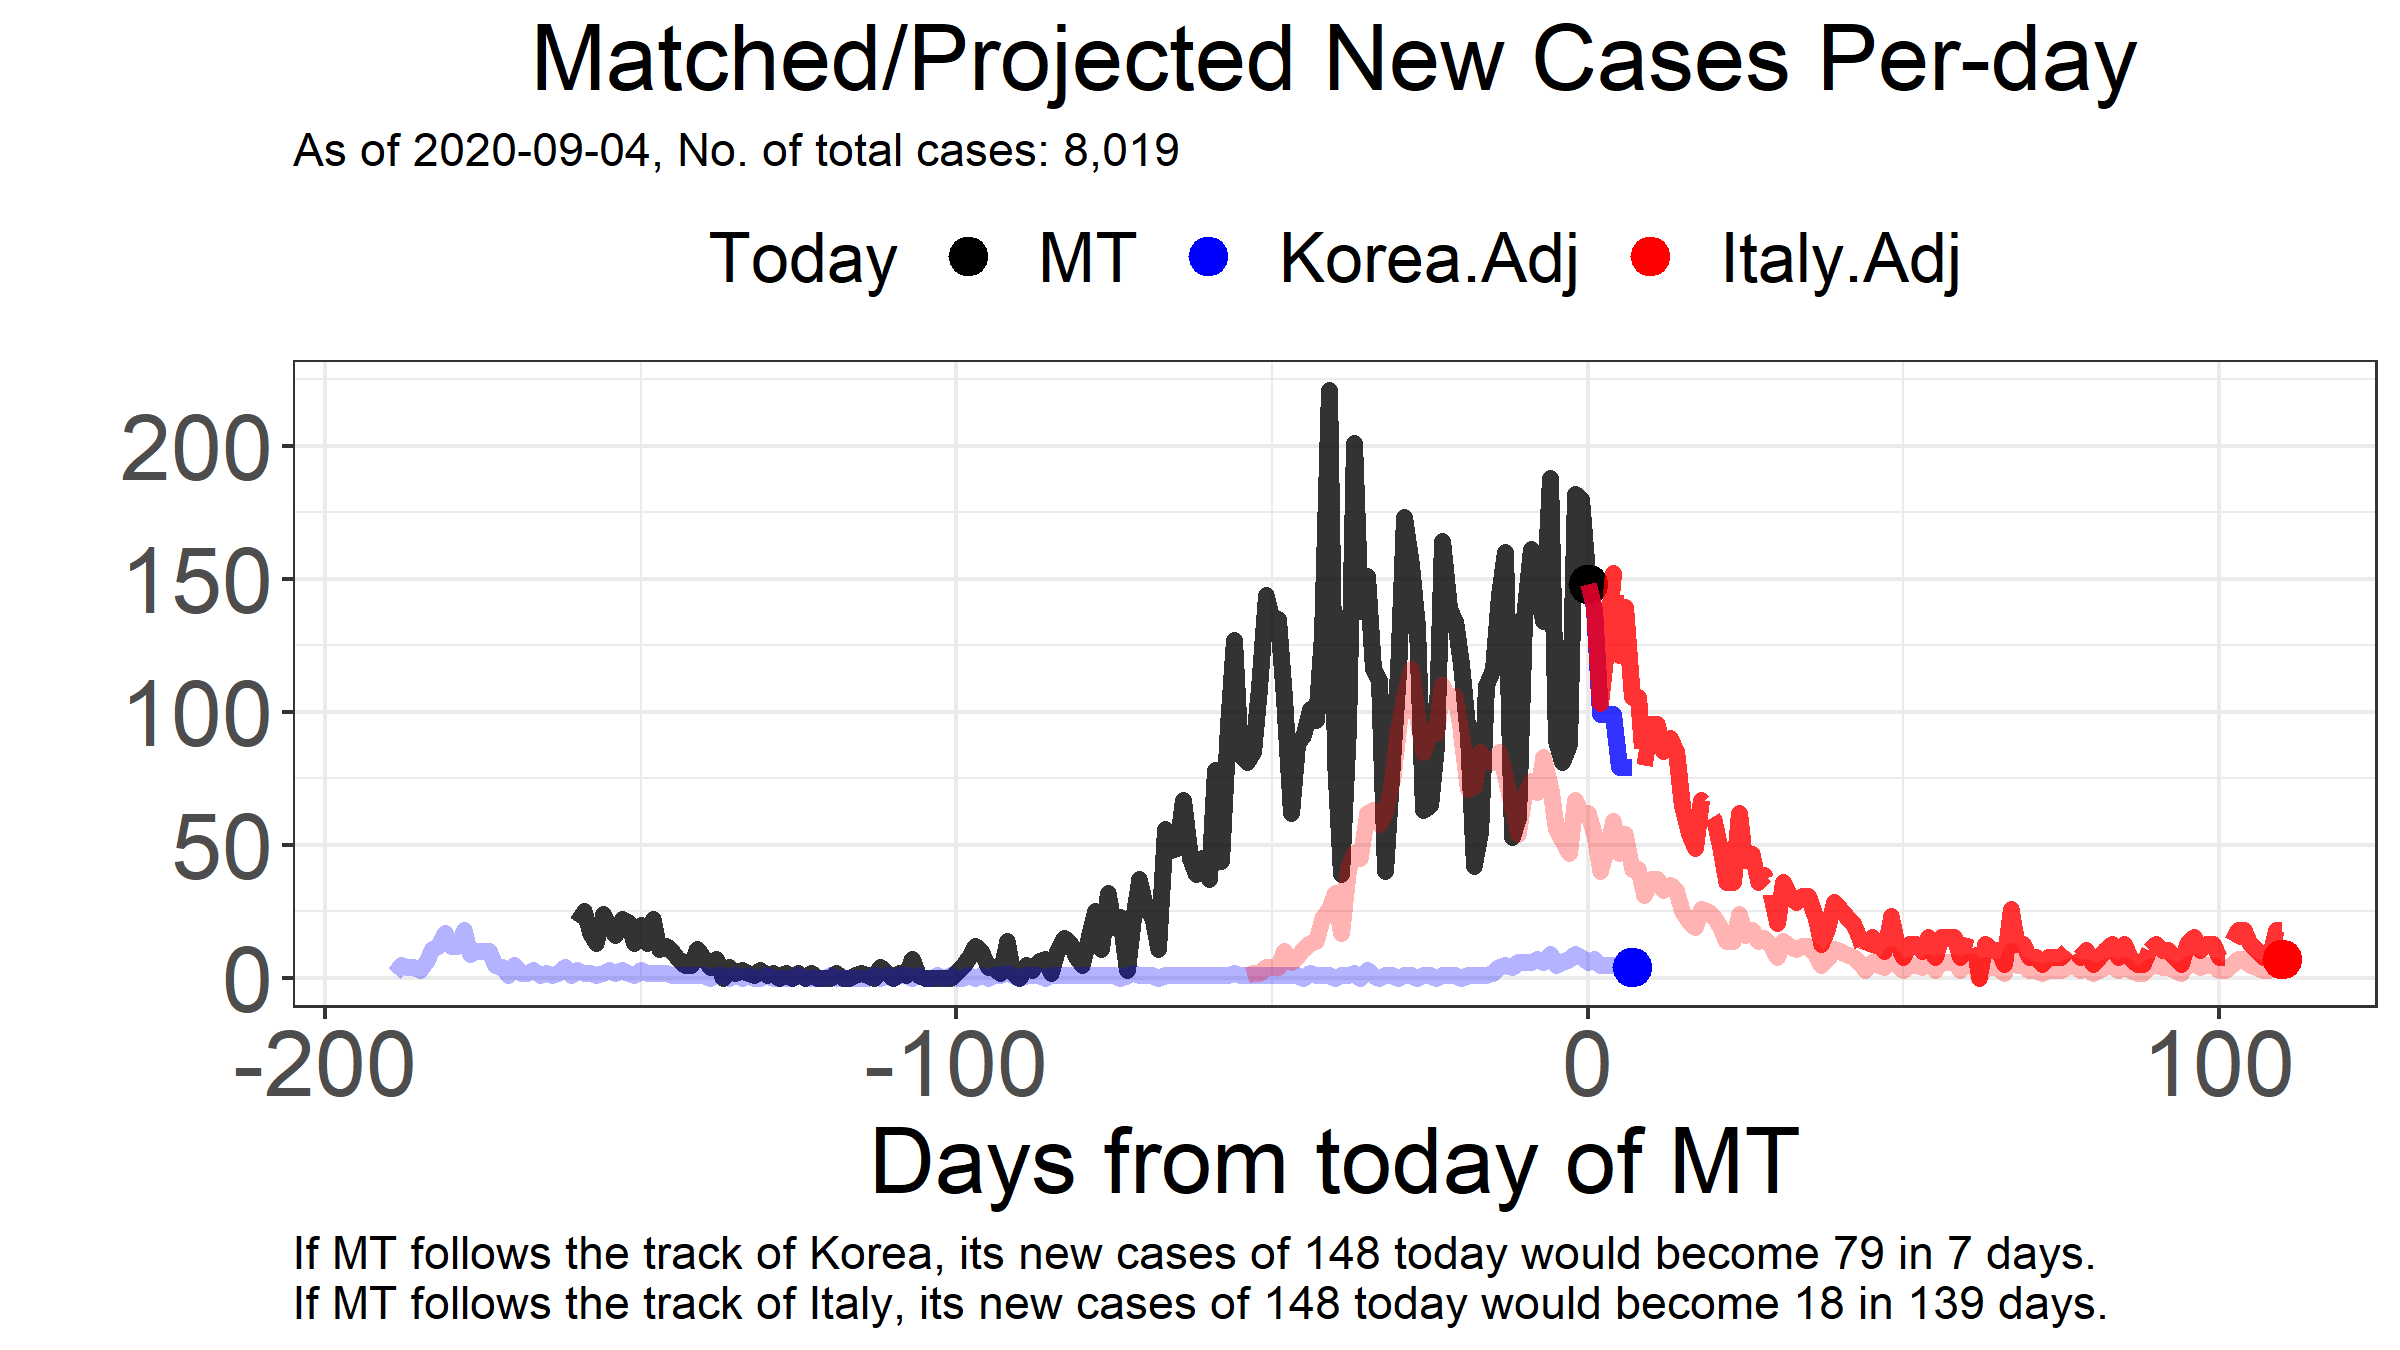 Matched/Projected New Cases Per-day
As of 2020-09-04, No. of total cases: 8,019
Today MT Korea.Adj Italy.Adj
200
150
100
50
0
-200 -100 0 100
Days from today of MT
If MT follows the track of Korea, its new cases of 148 today would become 79 in 7 days.
If MT follows the track of Italy, its new cases of 148 today would become 18 in 139 days.